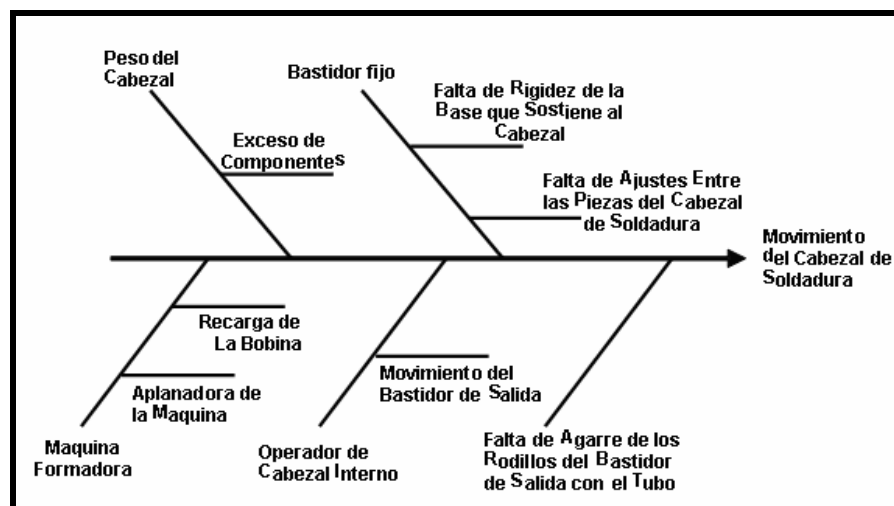 Peso del
Cabezal
Bastidor fijo
Falta de Rigidez de la
Base que Sostiene al
Cabezal
Exceso de
Componentes
Falta de Ajustes Entre
las Piezas del Cabezal
de Soldadura
Movimiento
del Cabezal de
Soldadura
Recarga de
La Bobina
Aplanadora de
la Maquina
Movimiento del
Bastidor de Salida
Maquina
Formadora
Operador de
Cabezal Interno
Falta de Agarre de los
Rodillos del Bastidor
de Salida con el Tubo